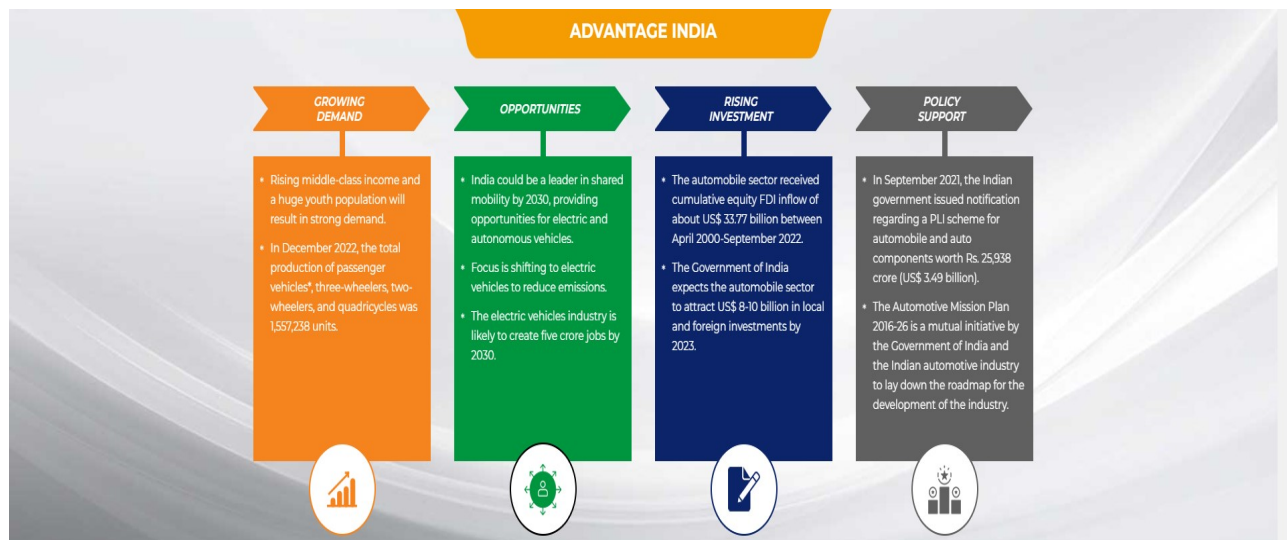 ADVANTAGE INDIA
GROWING
DEMAND
• Rising middle-class income and
a huge youth population will
result in strong demand.
• In December 2022, the total
production of passenger
vehicles*, three-wheelers, two-
wheelers, and quadricycles was
1,557,238 units.
OPPORTUNITIES
• India could be a leader in shared
mobility by 2030, providing
opportunities for electric and
autonomous vehicles.
• Focus is shifting to electric
vehicles to reduce emissions.
• The electric vehicles industry is
likely to create five crore jobs by
2030.
RISING
INVESTMENT
• The automobile sector received
cumulative equity FDI inflow of
about US$ 33.77 billion between
April 2000-September 2022.
• The Government of India
expects the automobile sector
to attract US$ 8-10 billion in local
and foreign investments by
2023.
POLICY
SUPPORT
• In September 2021, the Indian
government issued notification
regarding a PLI scheme for
automobile and auto
components worth Rs. 25,938
crore (US$ 3.49 billion).
• The Automotive Mission Plan
2016-26 is a mutual initiative by
the Government of India and
the Indian automotive industry
to lay down the roadmap for the
development of the industry.